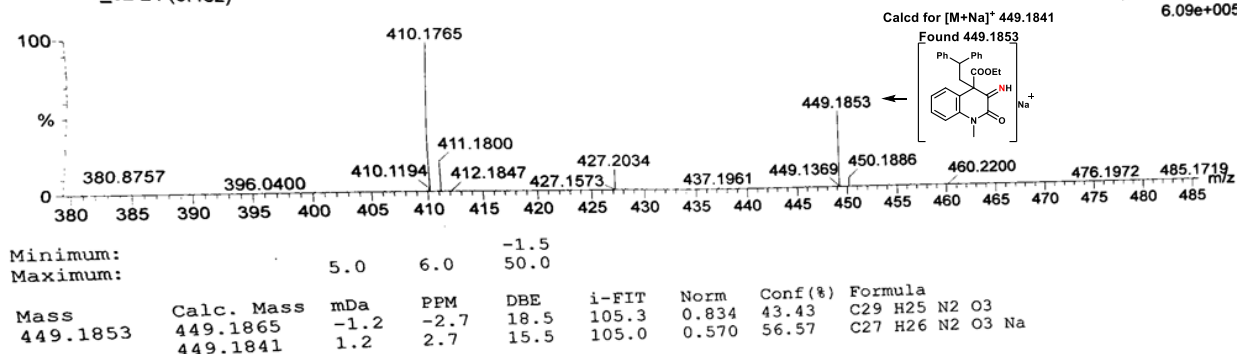 6.09e+005
Calcd for [M+Na]+ 449.1841
Found 449.1853
Ph Ph
COOEt
NH
N
O
Na+
100
%
0
410.1765
449.1853
411.1800
380.8757
396.0400
410.1194
412.1847
427.2034
427.1573
437.1961
449.1369
450.1886
460.2200
476.1972
485.1719
m/z
380 385 390 395 400 405 410 415 420 425 430 435 440 445 450 455 460 465 470 475 480 485
Minimum: -1.5
Maximum: 5.0 6.0 50.0
Mass Calc. Mass mDa PPM DBE i-FIT Norm Conf(%) Formula
449.1853 449.1865 -1.2 -2.7 18.5 105.3 0.834 43.43 C29 H25 N2 O3
449.1841 1.2 2.7 15.5 105.0 0.570 56.57 C27 H26 N2 O3 Na